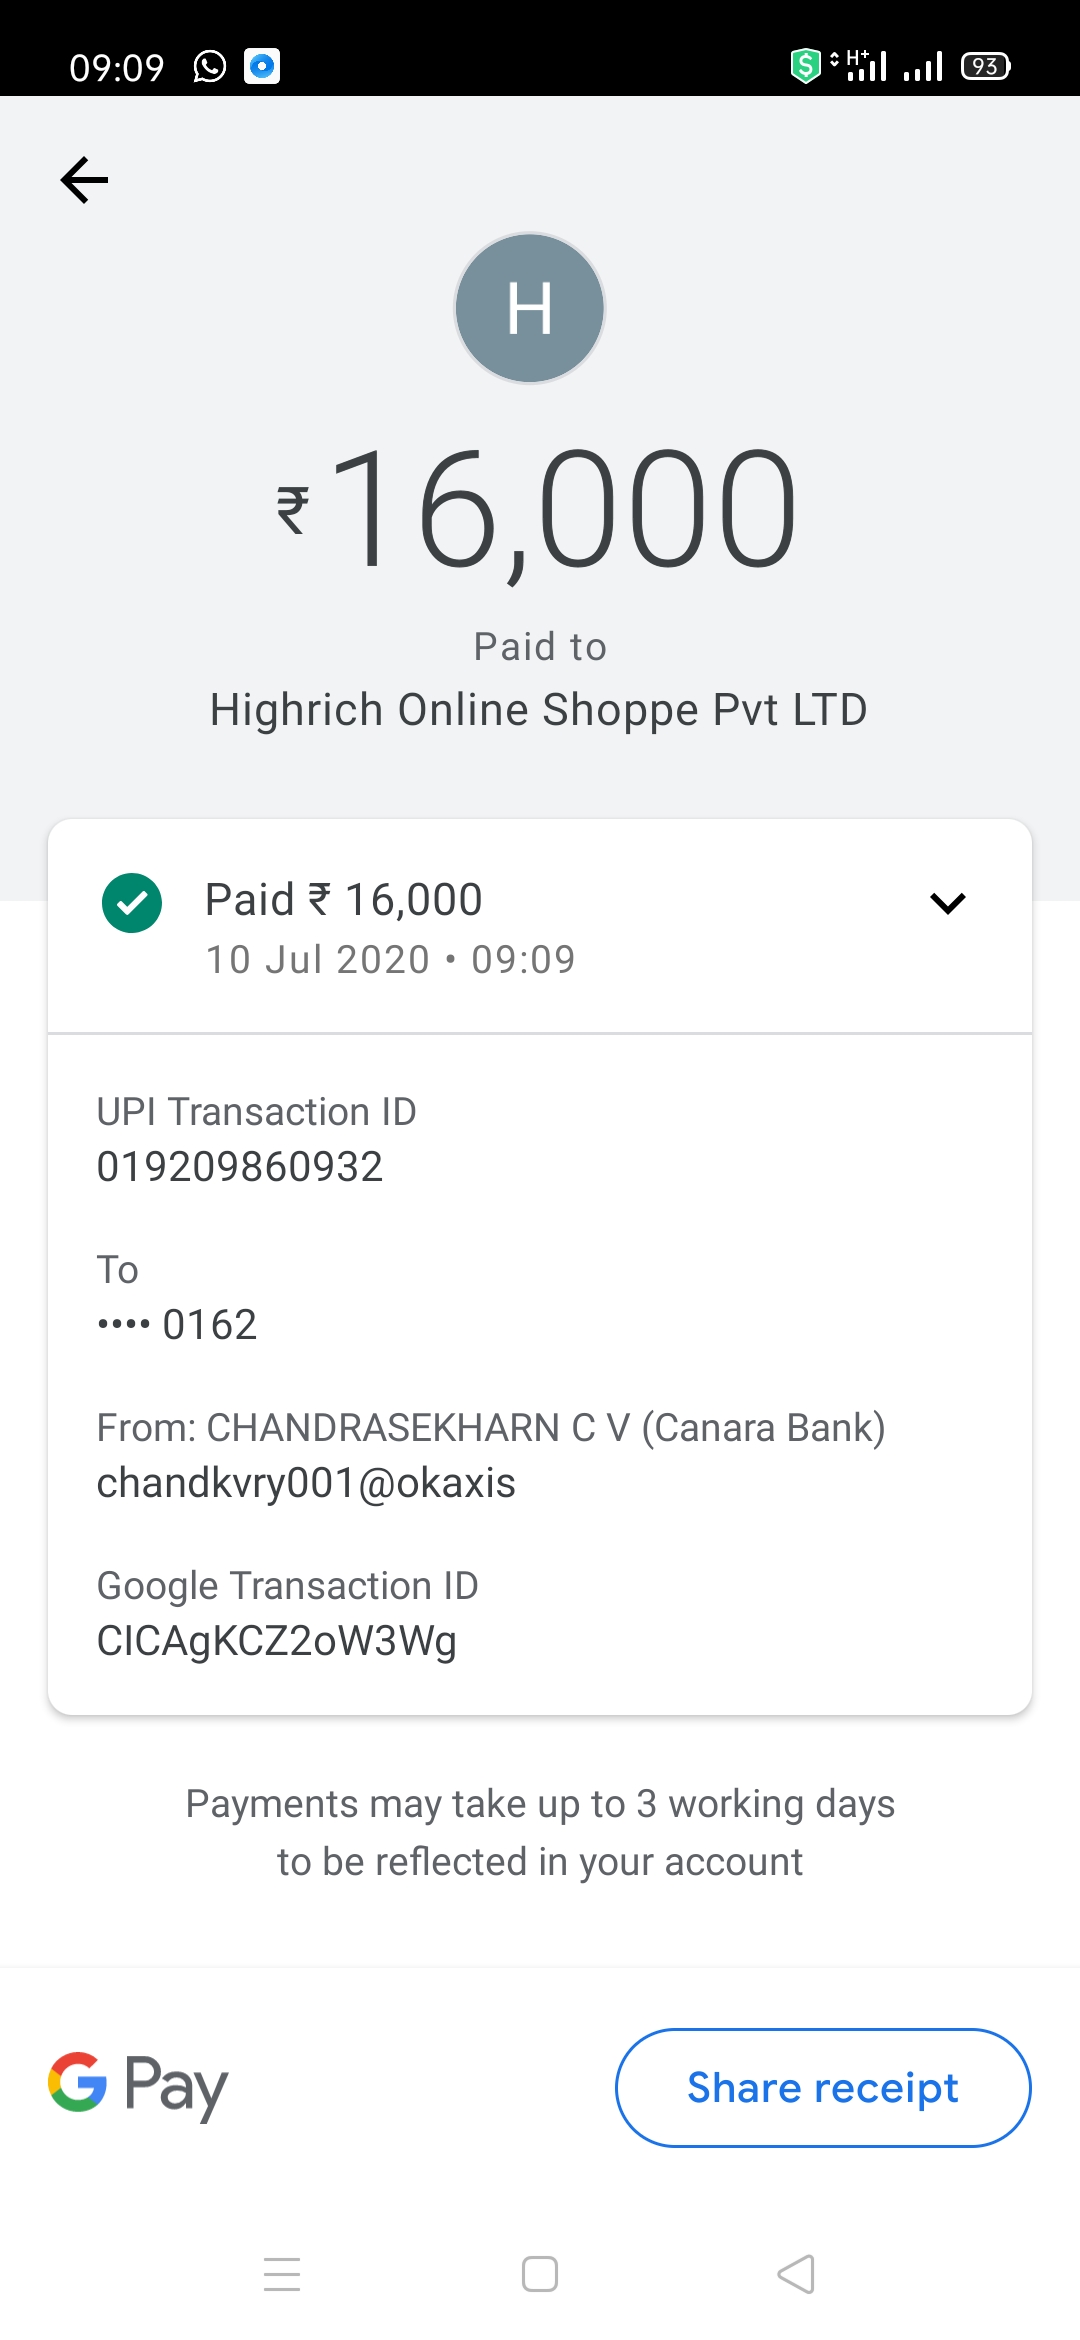 09:09
H+
93
H
₹16,000
Paid to
Highrich Online Shoppe Pvt LTD
Paid ₹ 16,000
10 Jul 2020 • 09:09
UPI Transaction ID
019209860932
To
•••• 0162
From: CHANDRASEKHARN C V (Canara Bank)
chandkvry001@okaxis
Google Transaction ID
CICAgKCZ2oW3Wg
Payments may take up to 3 working days
to be reflected in your account
G Pay
Share receipt